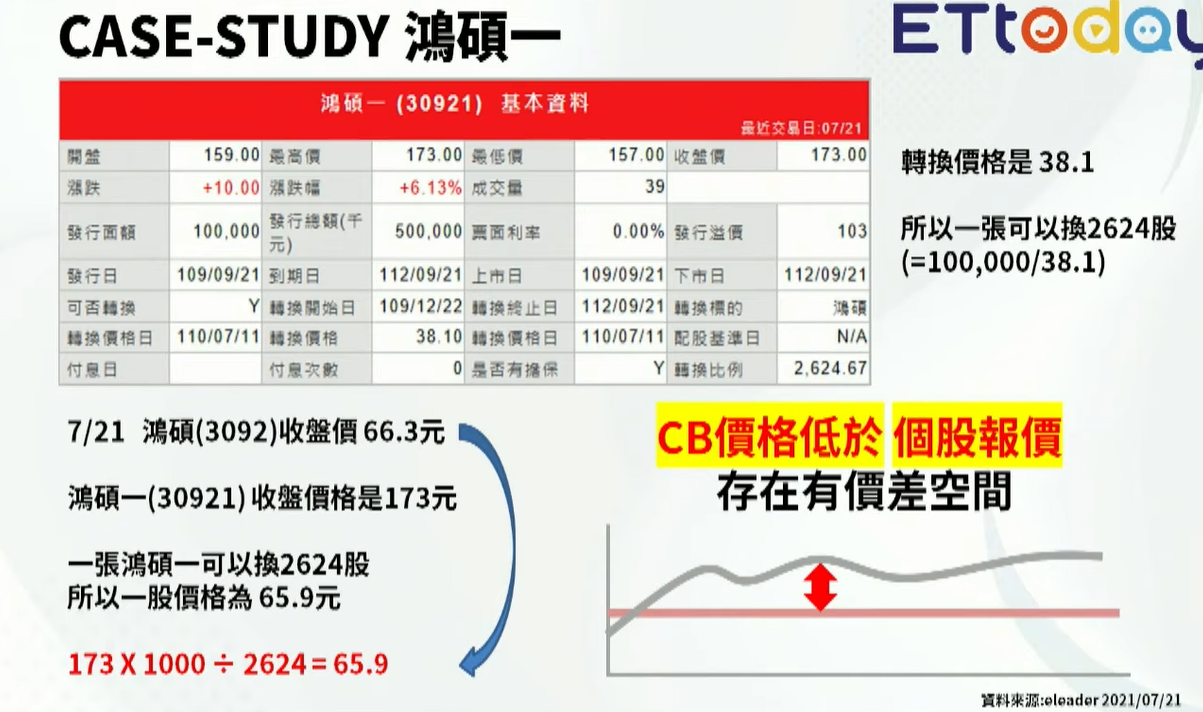 CASE-STUDY 鴻碩一
ETtoday
鴻碩一 (30921) 基本資料
最近交易日:07/21
開盤 159.00 最高價 173.00 最低價 157.00 收盤價 173.00
漲跌 +10.00 漲跌幅 +6.13% 成交量 39
發行面額 100,000 發行總額(千元) 500,000 票面利率 0.00% 發行溢價 103
發行日 109/09/21 到期日 112/09/21 上市日 109/09/21 下市日 112/09/21
可否轉換 Y 轉換開始日 109/12/22 轉換終止日 112/09/21 轉換標的 鴻碩
轉換價格日 110/07/11 轉換價格 38.10 轉換價格日 110/07/11 配股基準日 N/A
付息日 付息次數 0 是否有擔保 Y 轉換比例 2,624.67
轉換價格是 38.1
所以一張可以換2624股
(=100,000/38.1)
7/21 鴻碩(3092)收盤價 66.3元
鴻碩一(30921) 收盤價格是173元
一張鴻碩一可以換2624股
所以一股價格為 65.9元
173 X 1000 ÷ 2624 = 65.9
CB價格低於 個股報價
存在有價差空間
資料來源:eleader 2021/07/21